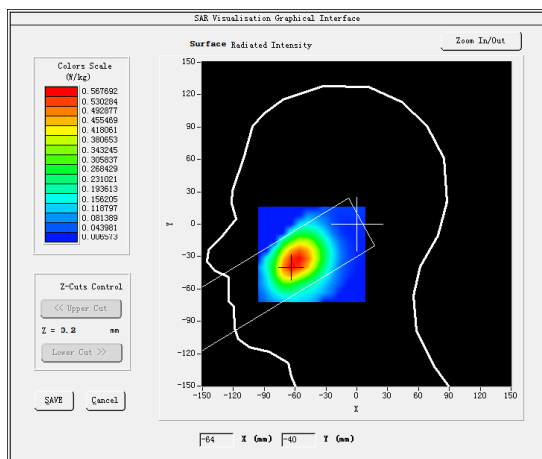 SAR Visualisation Graphical Interface
Surface Radiated Intensity
Zoom In/Out
Colors Scale
(W/kg)
0.567692
0.530284
0.492877
0.455469
0.418061
0.380653
0.343245
0.305837
0.268429
0.231021
0.193613
0.156205
0.118797
0.081389
0.043981
0.006573
Z-Cuts Control
<< Upper Cut
Z = 0.2 mm
Lower Cut >>
SAVE Cancel
150
120
90
60
30
0
-30
-60
-90
-120
-150
Y
-150 -120 -90 -60 -30 0 30 60 90 120 150
X
-64 X (mm) -40 Y (mm)